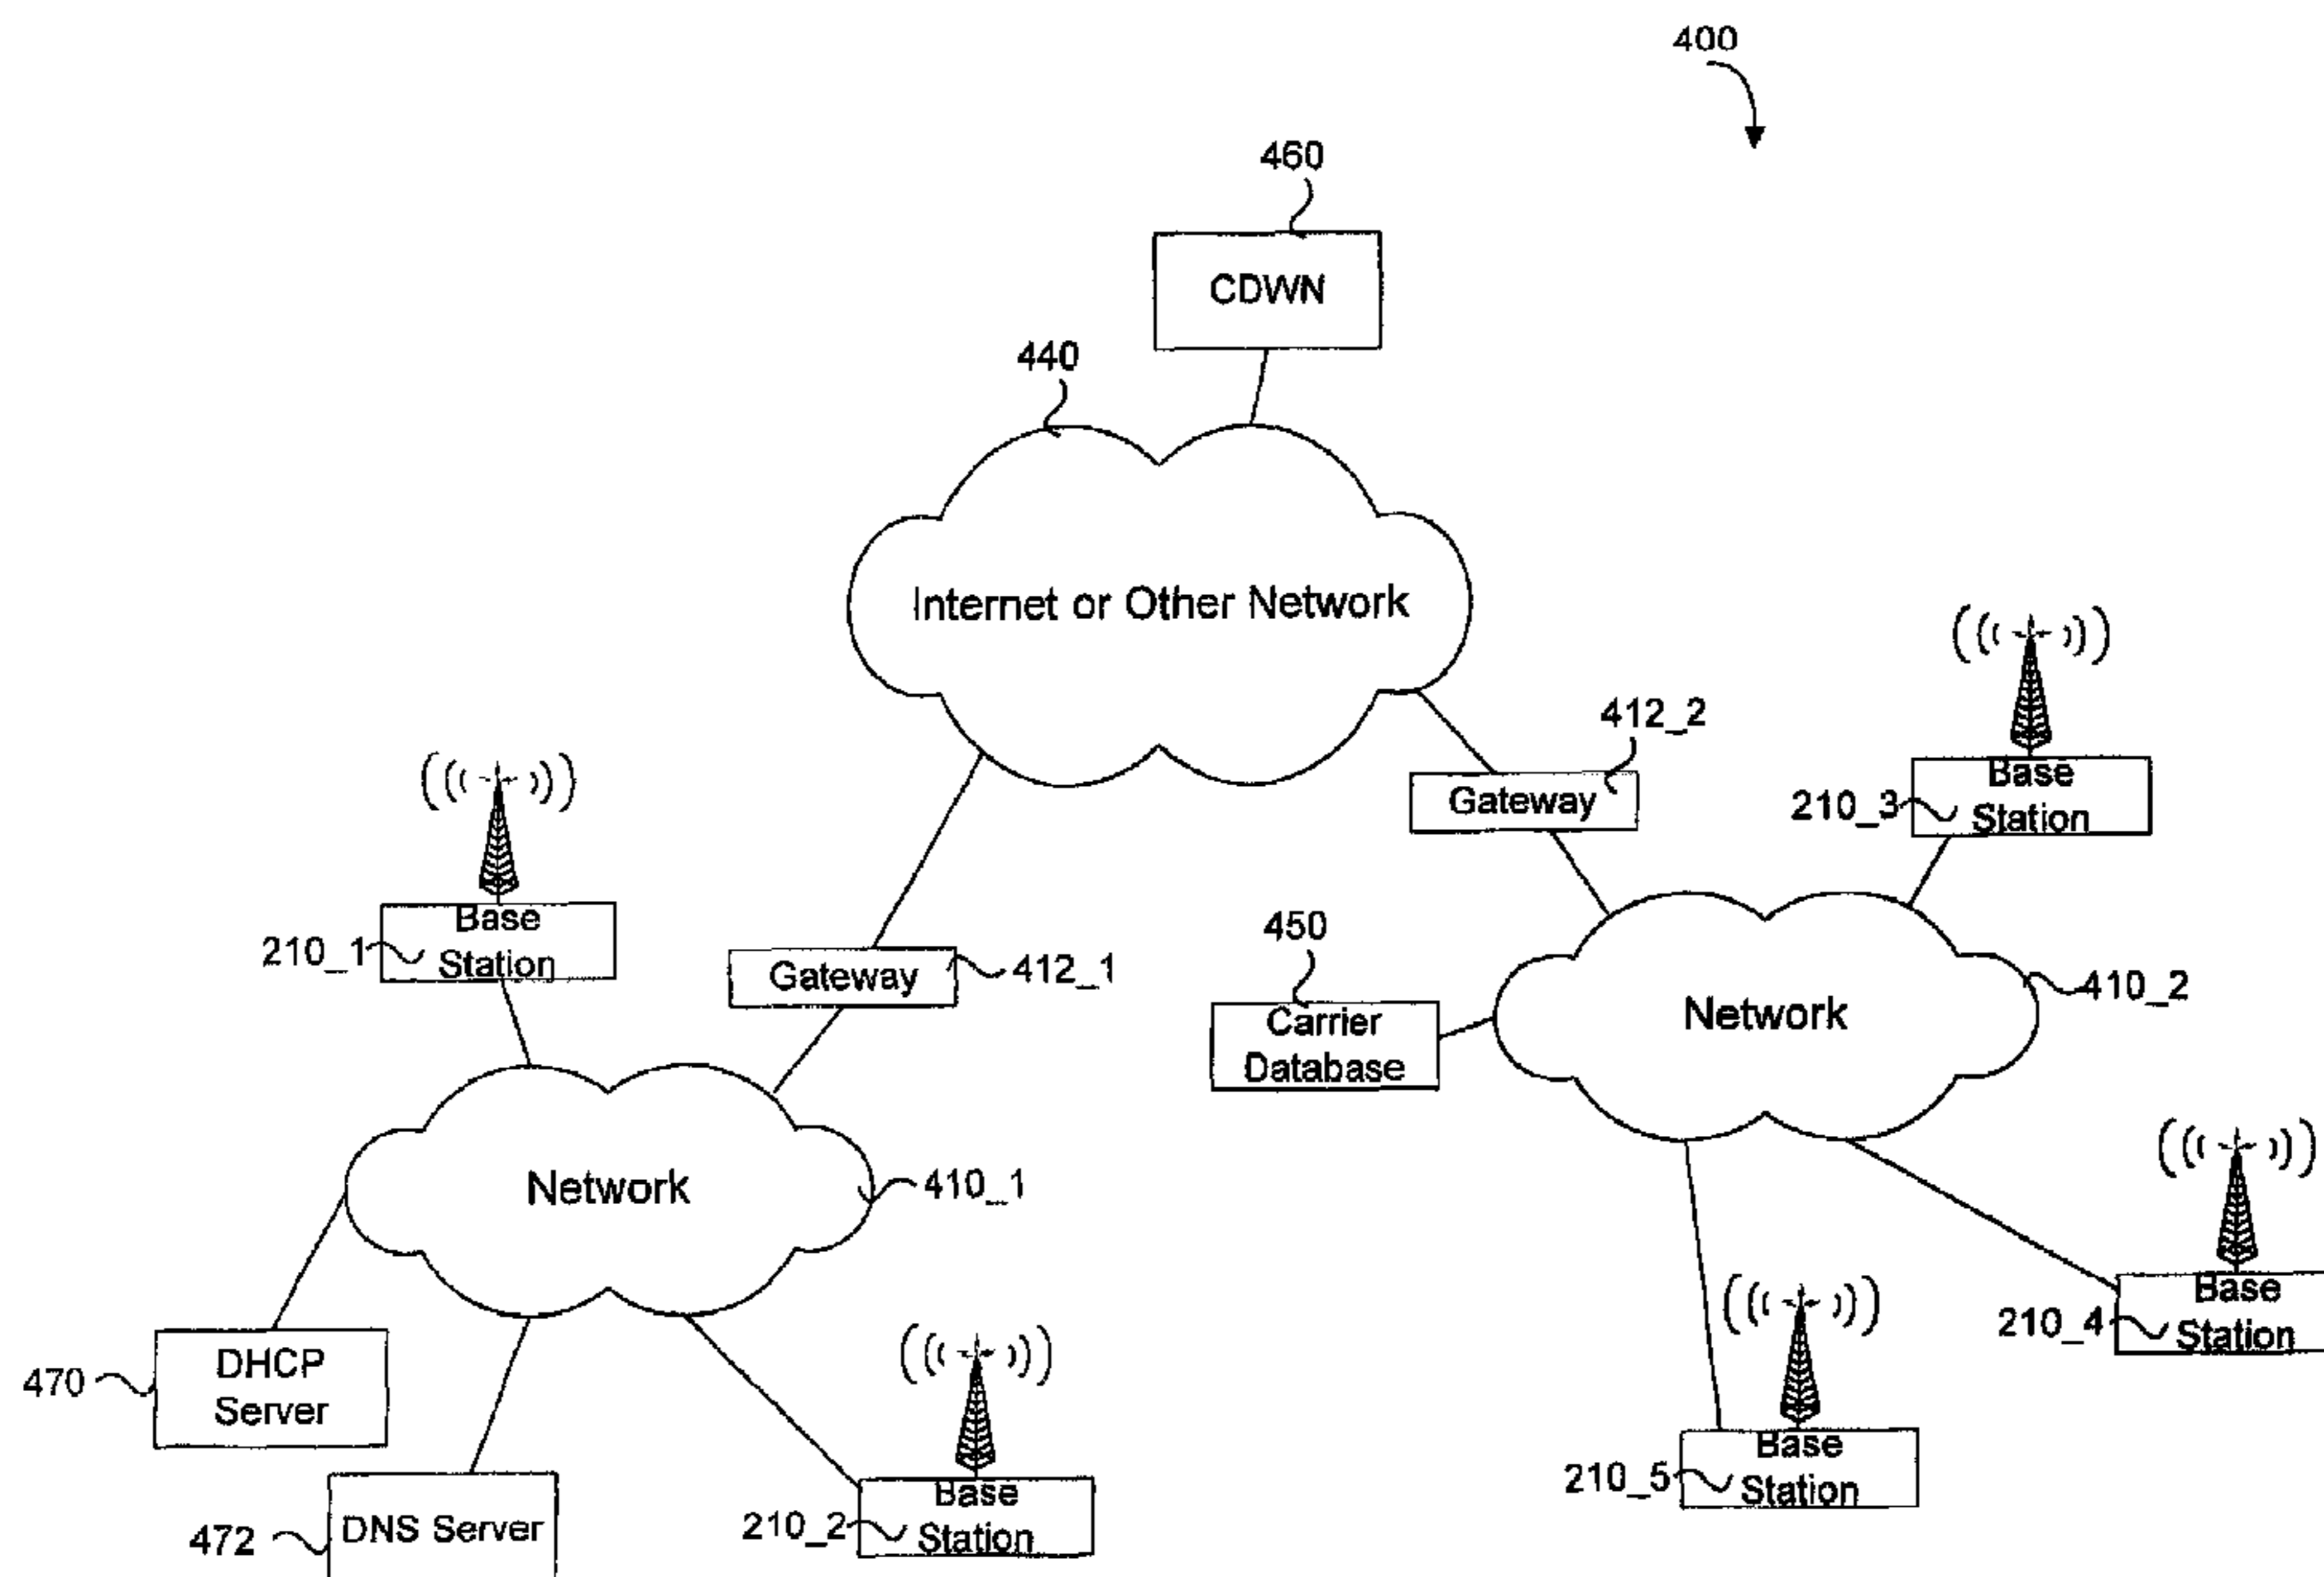 400
460
CDWN
440
Internet or Other Network
412_2
Gateway
Base
210_3
Station
Base
210_1
Station
Gateway
412_1
450
Carrier
Database
Network
410_2
Network
410_1
DHCP
Server
470
DNS Server
472
Base
210_2
Station
Base
210_4
Station
Base
210_5
Station